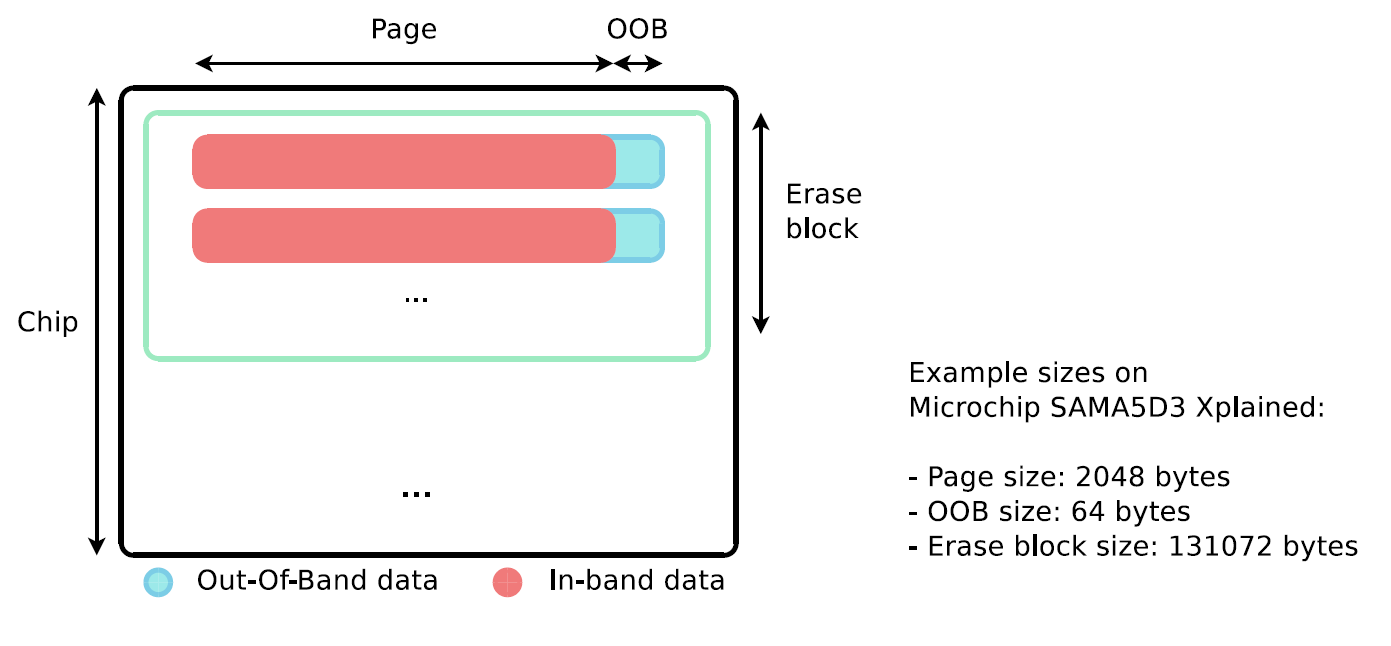 Page
OOB
Erase
block
Chip
...
...
Example sizes on
Microchip SAMA5D3 Xplained:
- Page size: 2048 bytes
- OOB size: 64 bytes
- Erase block size: 131072 bytes
Out-Of-Band data
In-band data